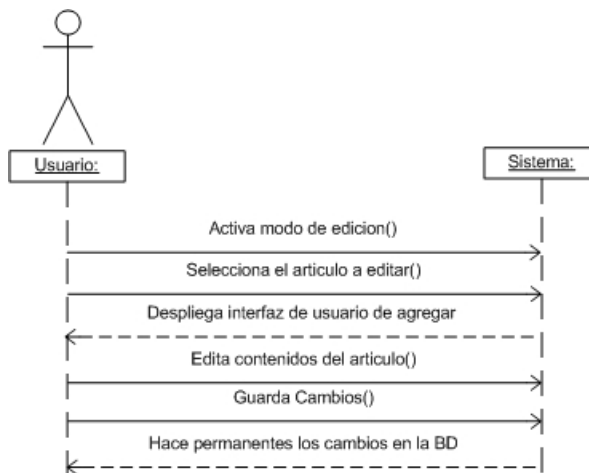 Usuario:
Sistema:
Activa modo de edicion()
Selecciona el articulo a editar()
Despliega interfaz de usuario de agregar
Edita contenidos del articulo()
Guarda Cambios()
Hace permanentes los cambios en la BD